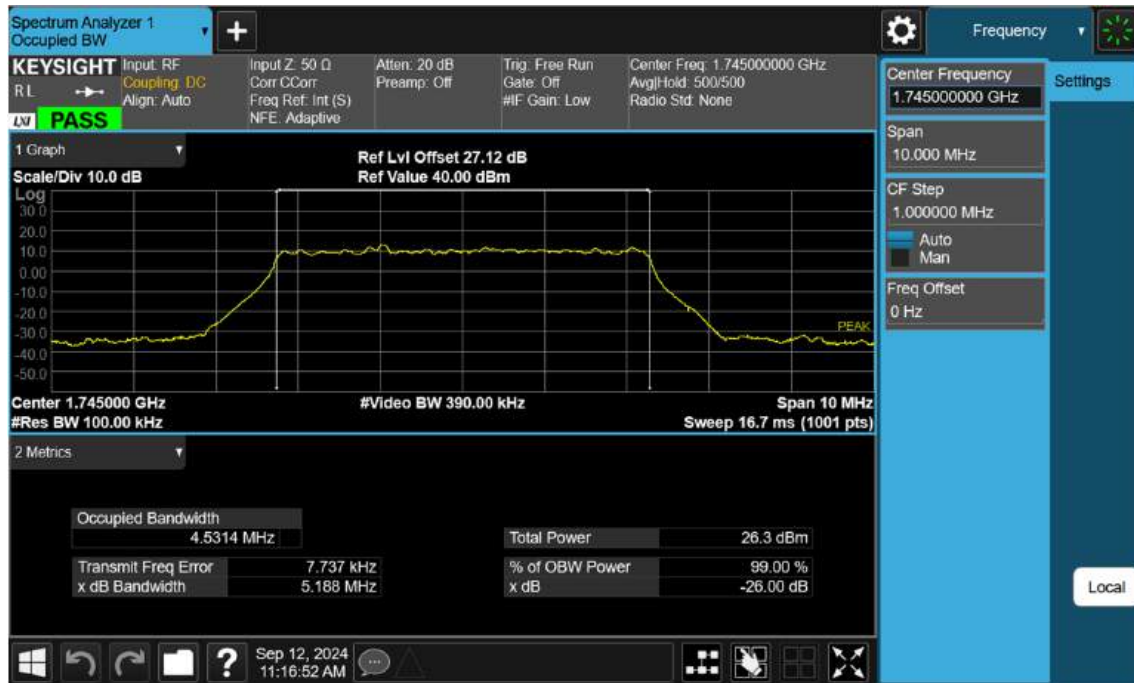 Spectrum Analyzer 1
Occupied BW
Frequency
KEYSIGHT
RL
LXI
PASS
Input: RF
Coupling: DC
Align: Auto
Input Z: 50 Ω
Corr CCorr
Freq Ref: Int (S)
NFE: Adaptive
Atten: 20 dB
Preamp: Off
Trig: Free Run
Gate: Off
#IF Gain: Low
Center Freq: 1.745000000 GHz
Avg|Hold: 500/500
Radio Std: None
Center Frequency
1.745000000 GHz
Settings
Span
10.000 MHz
CF Step
1.000000 MHz
Auto
Man
Freq Offset
0 Hz
1 Graph
Scale/Div 10.0 dB
Ref Lvl Offset 27.12 dB
Ref Value 40.00 dBm
Log
30.0
20.0
10.0
0.00
-10.0
-20.0
-30.0
-40.0
-50.0
PEAK
Center 1.745000 GHz
#Res BW 100.00 kHz
#Video BW 390.00 kHz
Span 10 MHz
Sweep 16.7 ms (1001 pts)
2 Metrics
Occupied Bandwidth
4.5314 MHz
Transmit Freq Error 7.737 kHz
x dB Bandwidth 5.188 MHz
Total Power 26.3 dBm
% of OBW Power 99.00 %
x dB -26.00 dB
Local
?
Sep 12, 2024
11:16:52 AM